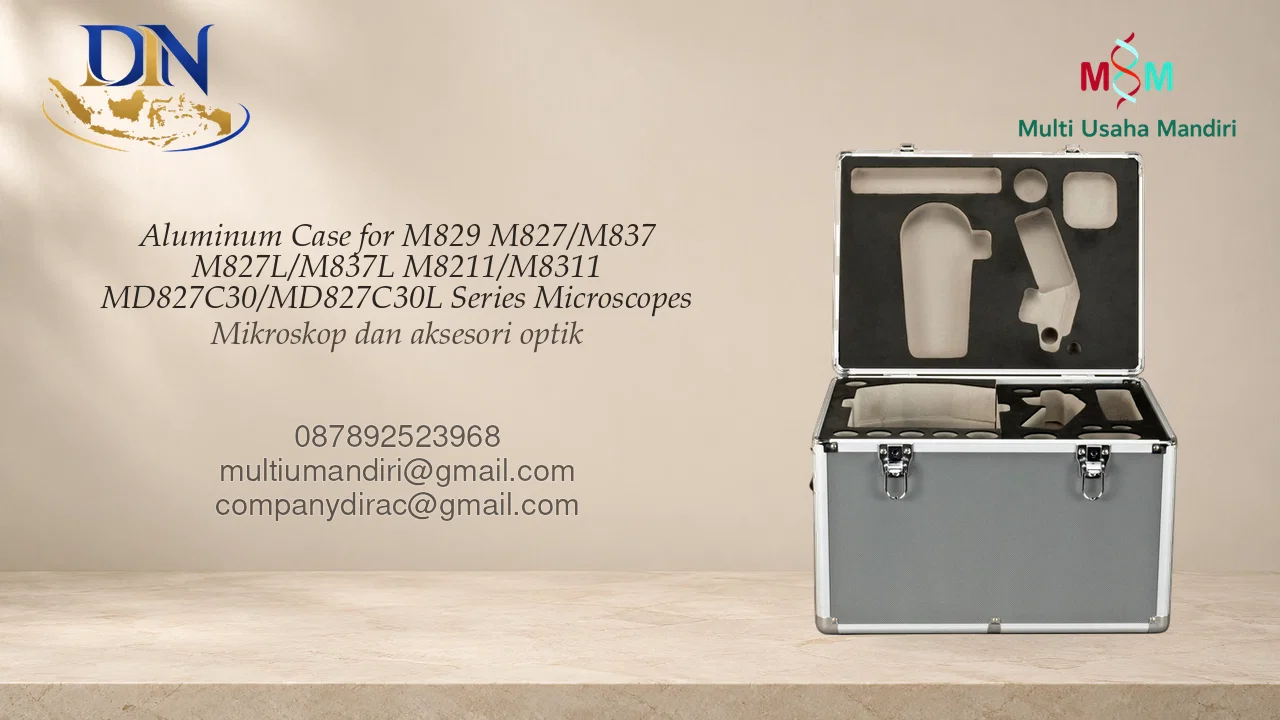 DN
M8M
Multi Usaha Mandiri
Aluminum Case for M829 M827/M837
M827L/M837L M8211/M8311
MD827C30/MD827C30L Series Microscopes
Mikroskop dan aksesori optik
087892523968
multiumandiri@gmail.com
companydirac@gmail.com